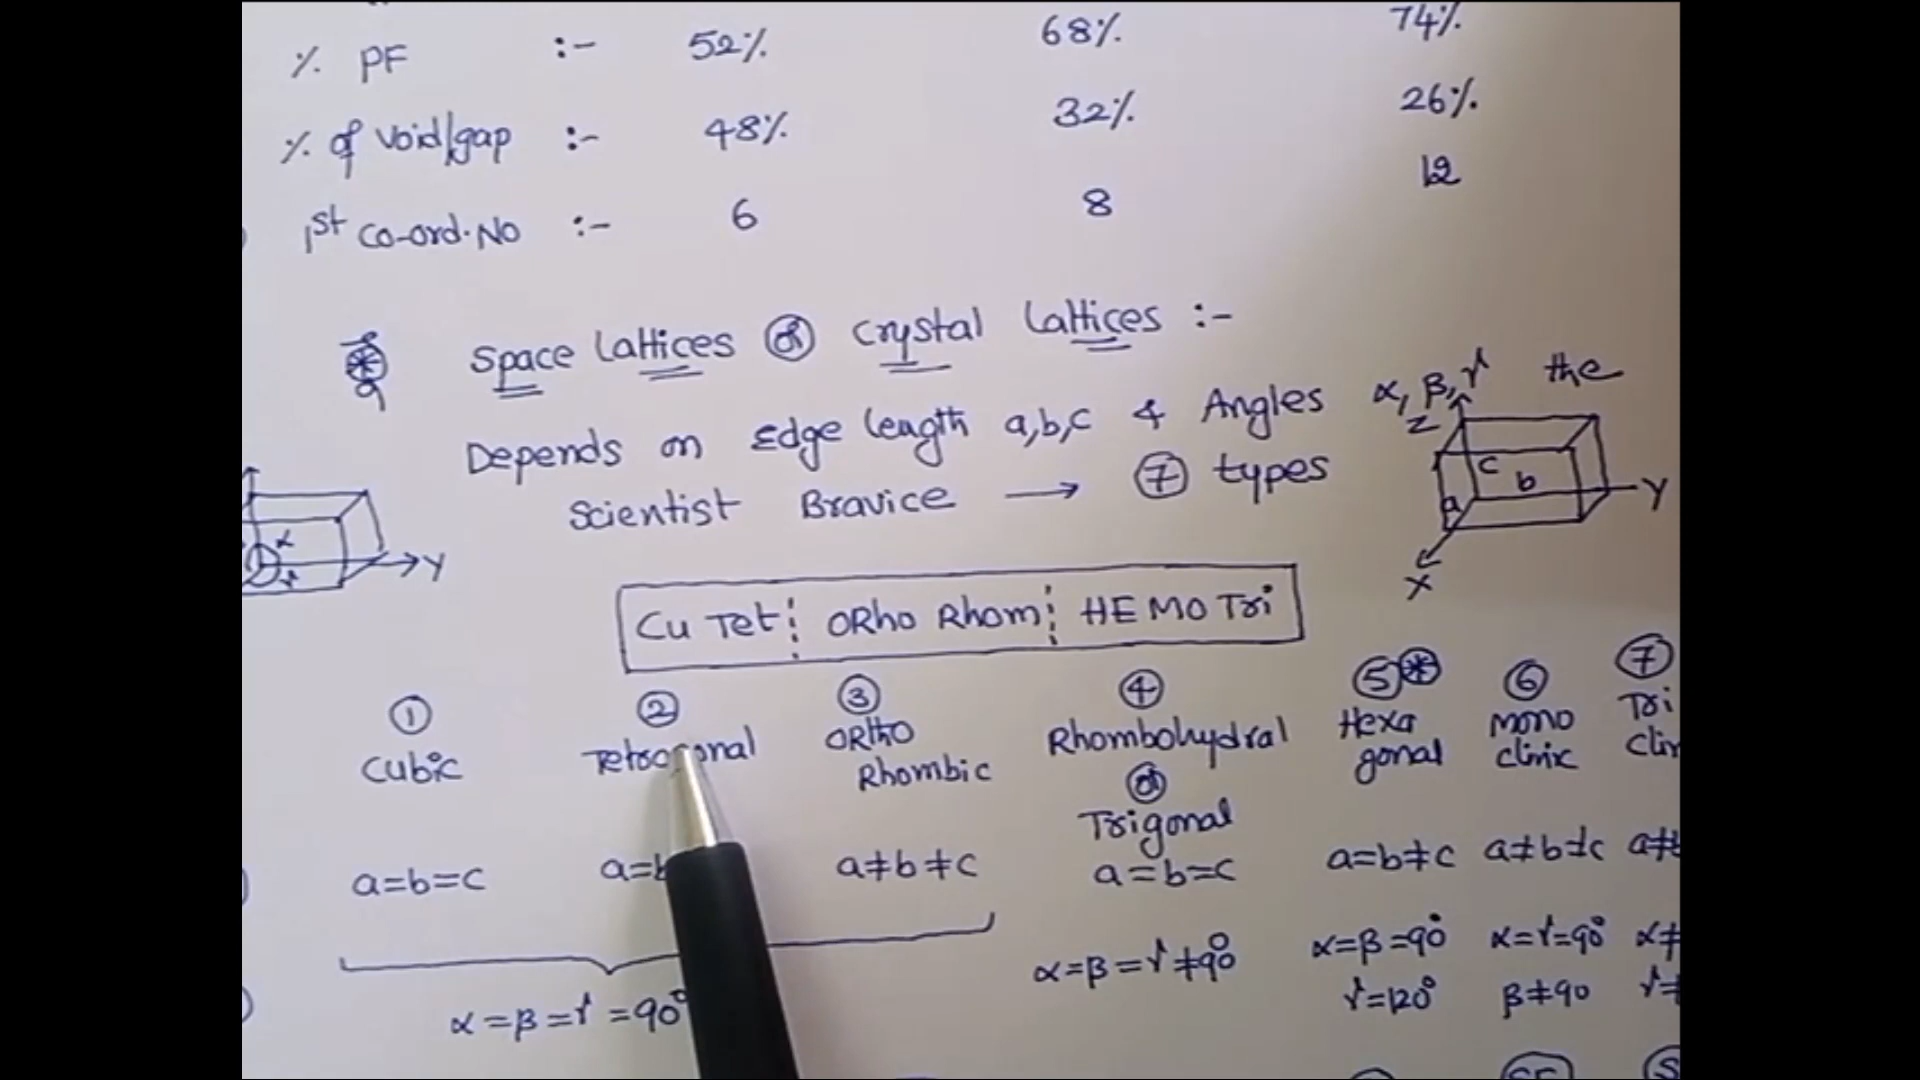 % PF :- 52% 68% 74%
% of void/gap :- 48% 32% 26%
1st co-ord.No :- 6 8 12
Space Lattices or Crystal Lattices :-
Depends on Edge length a,b,c & Angles α, β, γ the
Scientist Bravice → 7 types
Z
c
b
a
Y
X
α
γ
Y
Cu Tet ORho Rhom HE MO Tri
1 2 3 4 5 6 7
Cubic Tetragonal ORtho Rhombic Rhombohydral or Trigonal Hexa gonal mono clinic Tri
a=b=c a=b a≠b≠c a=b=c a=b≠c a≠b≠c a≠b
α=β=γ=90° α=β=γ≠90° α=β=90° α=γ=90° α≠
γ=120° β≠90 γ≠